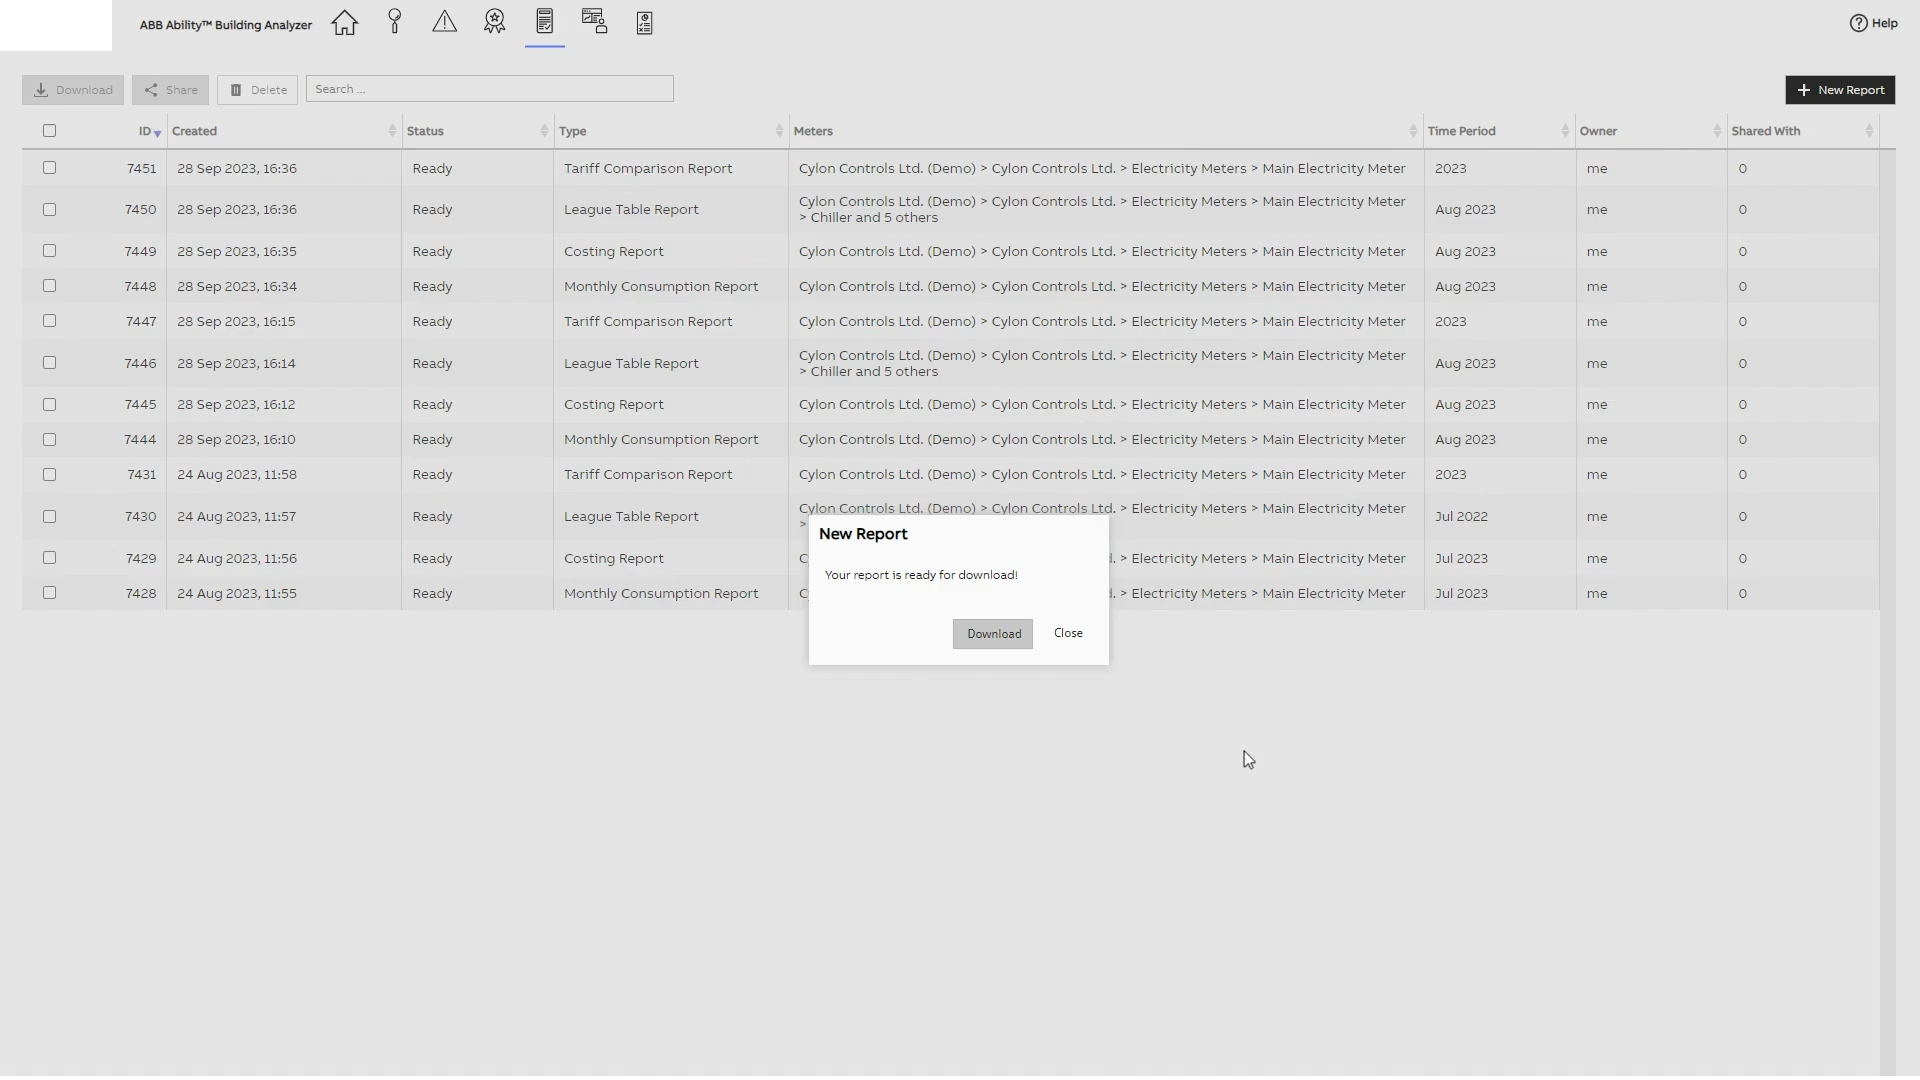 ABB Ability™ Building Analyzer
Help
Download
Share
Delete
Search ...
New Report
ID Created Status Type Meters Time Period Owner Shared With
7451 28 Sep 2023, 16:36 Ready Tariff Comparison Report Cylon Controls Ltd. (Demo) > Cylon Controls Ltd. > Electricity Meters > Main Electricity Meter 2023 me 0
7450 28 Sep 2023, 16:36 Ready League Table Report Cylon Controls Ltd. (Demo) > Cylon Controls Ltd. > Electricity Meters > Main Electricity Meter Aug 2023 me 0
> Chiller and 5 others
7449 28 Sep 2023, 16:35 Ready Costing Report Cylon Controls Ltd. (Demo) > Cylon Controls Ltd. > Electricity Meters > Main Electricity Meter Aug 2023 me 0
7448 28 Sep 2023, 16:34 Ready Monthly Consumption Report Cylon Controls Ltd. (Demo) > Cylon Controls Ltd. > Electricity Meters > Main Electricity Meter Aug 2023 me 0
7447 28 Sep 2023, 16:15 Ready Tariff Comparison Report Cylon Controls Ltd. (Demo) > Cylon Controls Ltd. > Electricity Meters > Main Electricity Meter 2023 me 0
7446 28 Sep 2023, 16:14 Ready League Table Report Cylon Controls Ltd. (Demo) > Cylon Controls Ltd. > Electricity Meters > Main Electricity Meter Aug 2023 me 0
> Chiller and 5 others
7445 28 Sep 2023, 16:12 Ready Costing Report Cylon Controls Ltd. (Demo) > Cylon Controls Ltd. > Electricity Meters > Main Electricity Meter Aug 2023 me 0
7444 28 Sep 2023, 16:10 Ready Monthly Consumption Report Cylon Controls Ltd. (Demo) > Cylon Controls Ltd. > Electricity Meters > Main Electricity Meter Aug 2023 me 0
7431 24 Aug 2023, 11:58 Ready Tariff Comparison Report Cylon Controls Ltd. (Demo) > Cylon Controls Ltd. > Electricity Meters > Main Electricity Meter 2023 me 0
7430 24 Aug 2023, 11:57 Ready League Table Report Cylon Controls Ltd. (Demo) > Cylon Controls Ltd. > Electricity Meters > Main Electricity Meter Jul 2022 me 0
>
7429 24 Aug 2023, 11:56 Ready Costing Report > Electricity Meters > Main Electricity Meter Jul 2023 me 0
7428 24 Aug 2023, 11:55 Ready Monthly Consumption Report > Electricity Meters > Main Electricity Meter Jul 2023 me 0
New Report
Your report is ready for download!
Download
Close